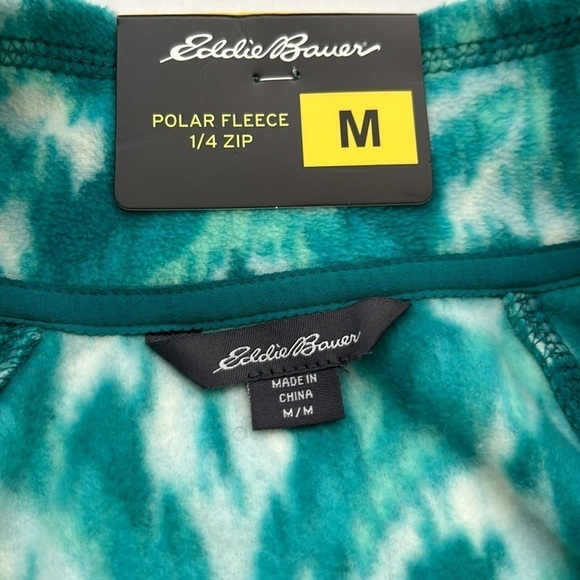 Eddie Bauer
POLAR FLEECE
1/4 ZIP
M
Eddie Bauer
MADE IN
CHINA
M/M